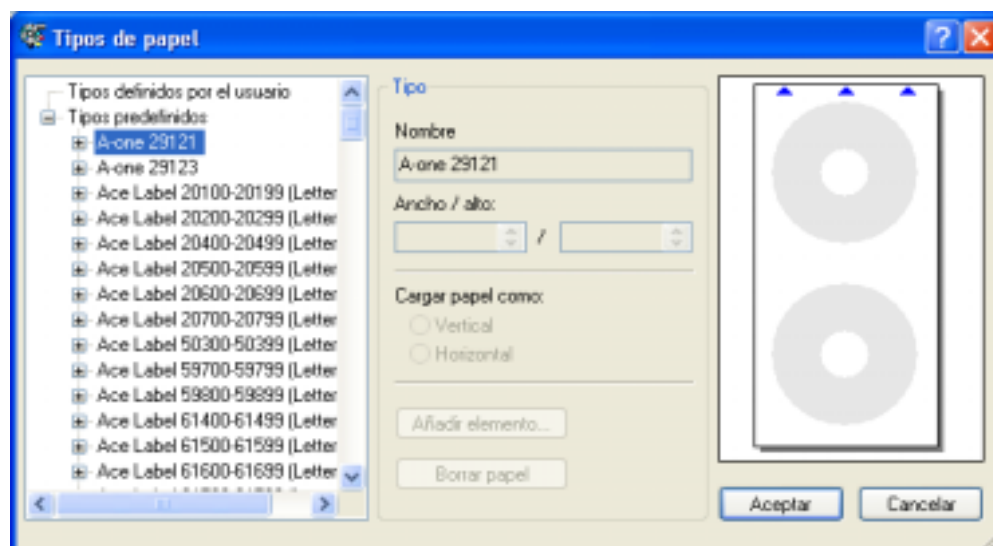 Tipos de papel
Tipos definidos por el usuario
Tipos predefinidos
A-one 29121
A-one 29123
Ace Label 20100-20199 (Letter
Ace Label 20200-20299 (Letter
Ace Label 20400-20499 (Letter
Ace Label 20500-20599 (Letter
Ace Label 20600-20699 (Letter
Ace Label 20700-20799 (Letter
Ace Label 50300-50399 (Letter
Ace Label 59700-59799 (Letter
Ace Label 59800-59899 (Letter
Ace Label 61400-61499 (Letter
Ace Label 61500-61599 (Letter
Ace Label 61600-61699 (Letter
Tipo
Nombre
A-one 29121
Ancho / alto:
/
Cargar papel como:
Vertical
Horizontal
Añadir elemento...
Borrar papel
Aceptar
Cancelar